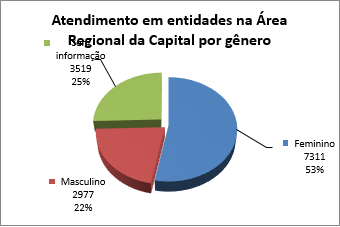 Atendimento em entidades na Área
Regional da Capital por gênero
informação
3519
25%
Feminino
7311
53%
Masculino
2977
22%